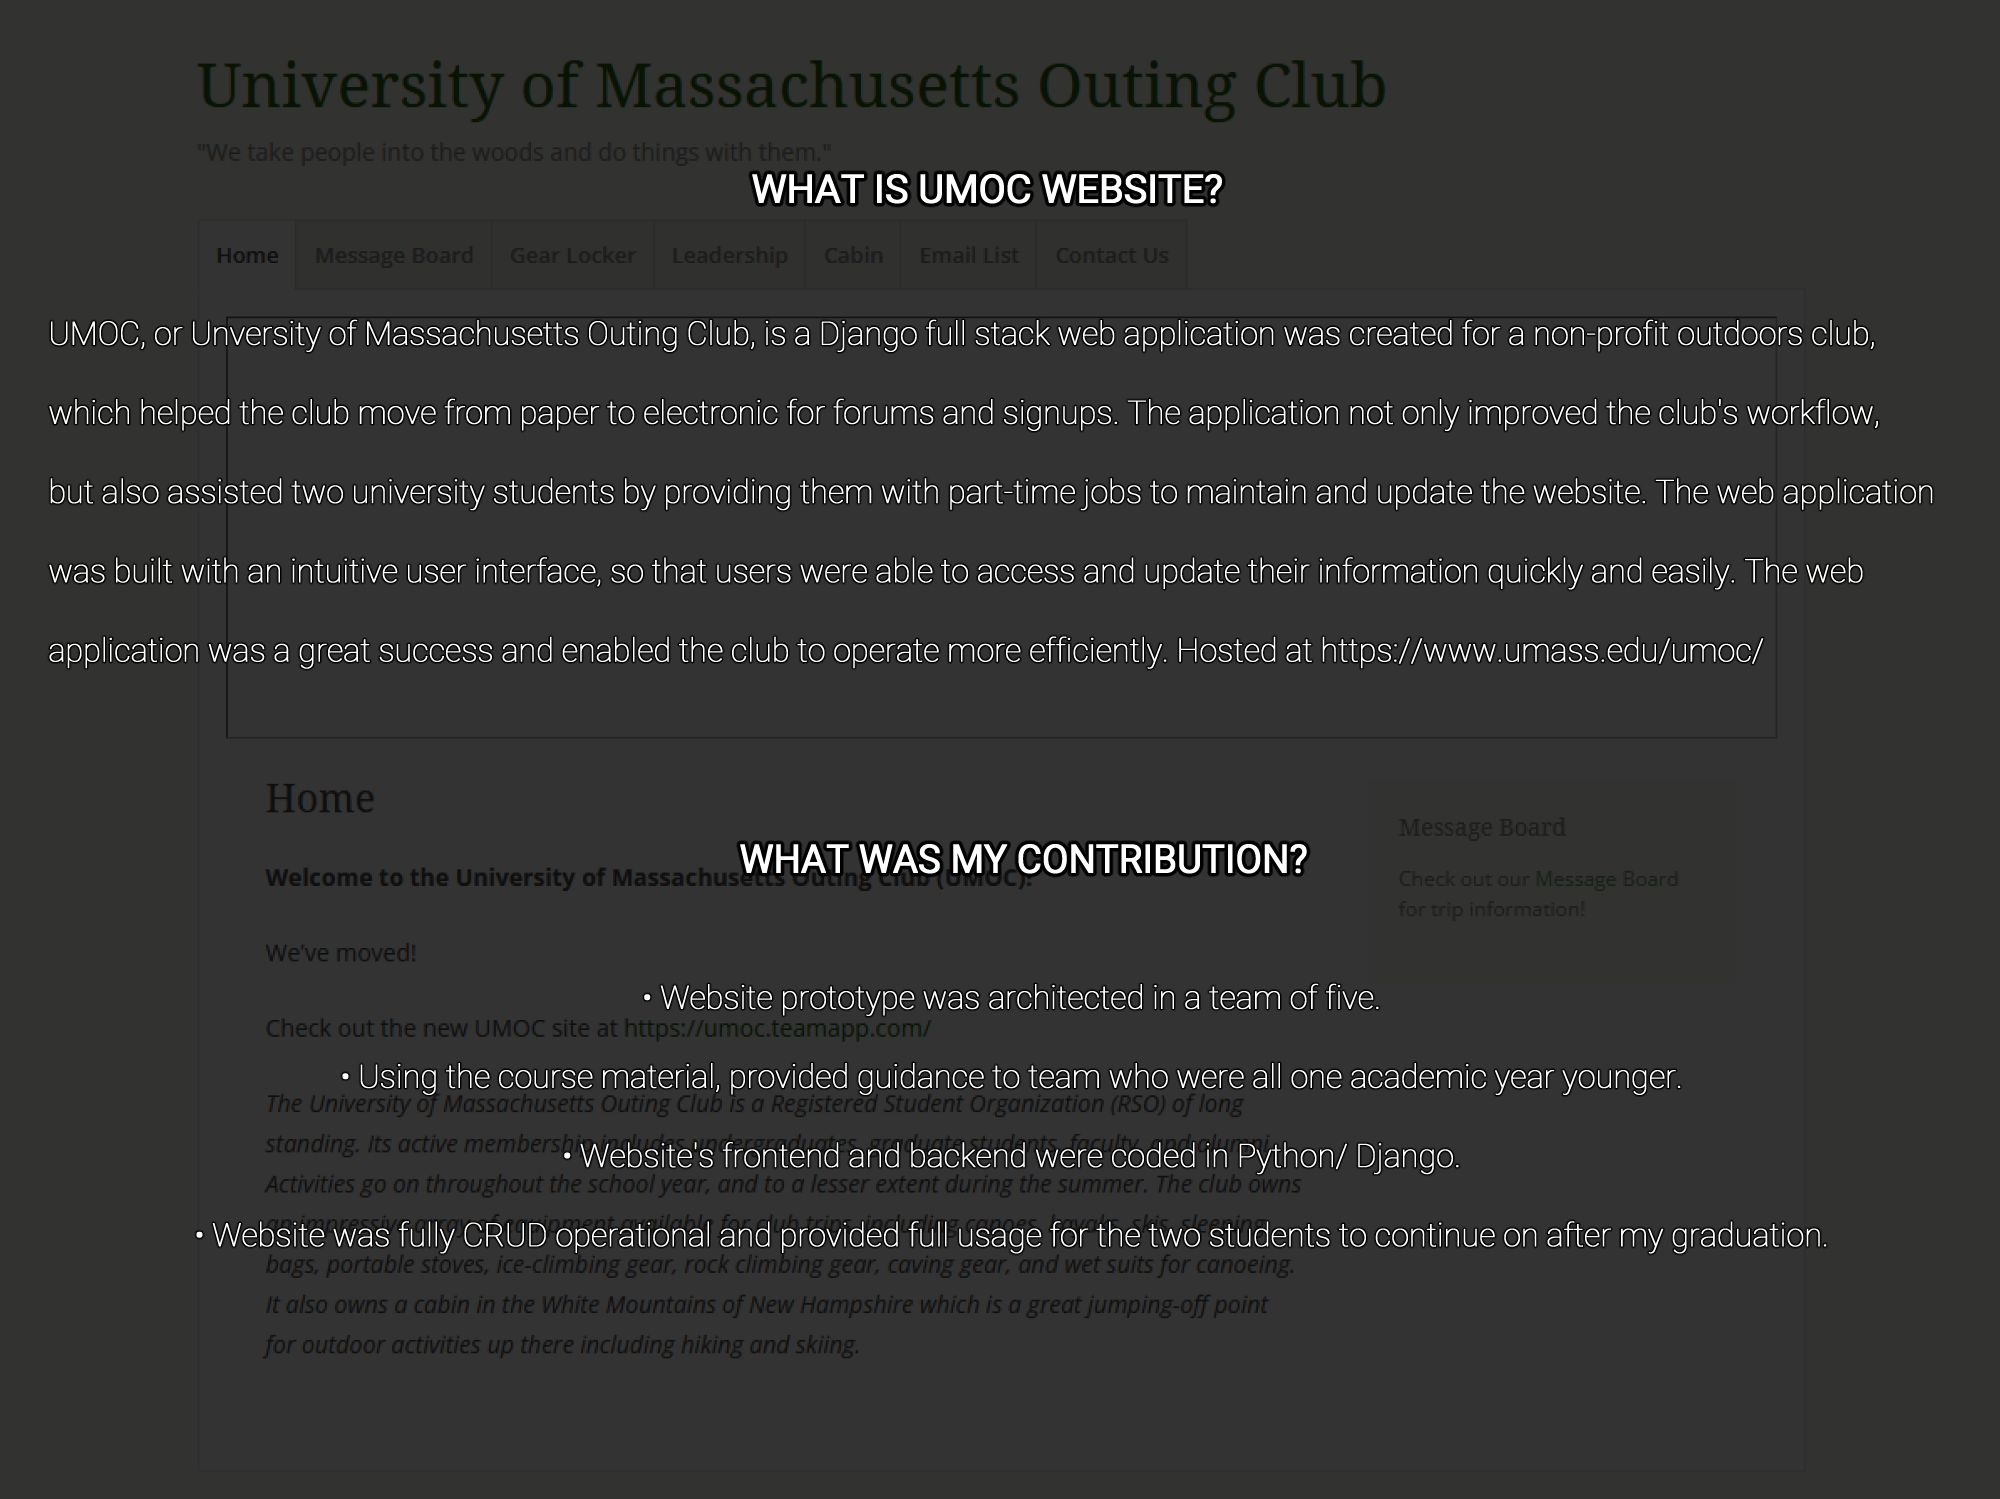 University of Massachusetts Outing Club
"We take people into the woods and do things with them."
WHAT IS UMOC WEBSITE?
Home Message Board Gear Locker Leadership Cabin Email List Contact Us
UMOC, or Unversity of Massachusetts Outing Club, is a Django full stack web application was created for a non-profit outdoors club,
which helped the club move from paper to electronic for forums and signups. The application not only improved the club's workflow,
but also assisted two university students by providing them with part-time jobs to maintain and update the website. The web application
was built with an intuitive user interface, so that users were able to access and update their information quickly and easily. The web
application was a great success and enabled the club to operate more efficiently. Hosted at https://www.umass.edu/umoc/
Home
Message Board
WHAT WAS MY CONTRIBUTION?
Welcome to the University of Massachusetts Outing Club (UMOC)!
Check out our Message Board
for trip information!
We've moved!
• Website prototype was architected in a team of five.
Check out the new UMOC site at https://umoc.teamapp.com/
• Using the course material, provided guidance to team who were all one academic year younger.
The University of Massachusetts Outing Club is a Registered Student Organization (RSO) of long
standing. Its active membership includes undergraduates, graduate students, faculty, and alumni.
• Website's frontend and backend were coded in Python/ Django.
Activities go on throughout the school year, and to a lesser extent during the summer. The club owns
an impressive array of equipment available for club trips, including canoes, kayaks, skis, sleeping
• Website was fully CRUD operational and provided full usage for the two students to continue on after my graduation.
bags, portable stoves, ice-climbing gear, rock climbing gear, caving gear, and wet suits for canoeing.
It also owns a cabin in the White Mountains of New Hampshire which is a great jumping-off point
for outdoor activities up there including hiking and skiing.